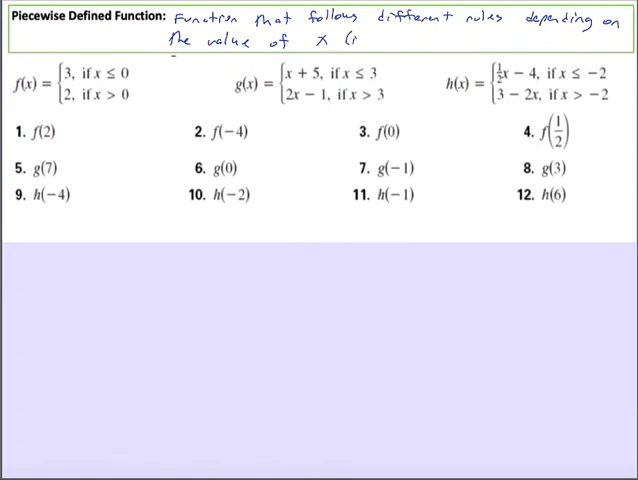 Piecewise Defined Function: Function that follows different rules depending on
the value of x (i
f(x) = {3, if x ≤ 0
2, if x > 0
g(x) = {x + 5, if x ≤ 3
2x − 1, if x > 3
h(x) = {1/2x − 4, if x ≤ −2
3 − 2x, if x > −2
1. f(2) 2. f(−4) 3. f(0) 4. f(1/2)
5. g(7) 6. g(0) 7. g(−1) 8. g(3)
9. h(−4) 10. h(−2) 11. h(−1) 12. h(6)